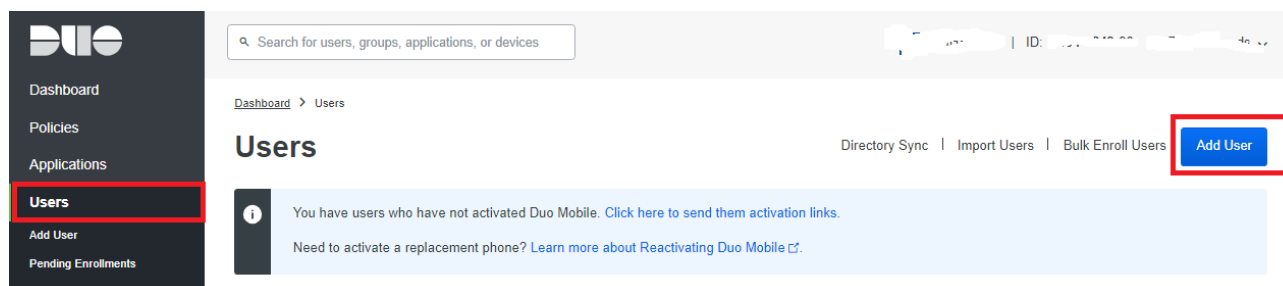 DUO
Search for users, groups, applications, or devices
| ID:
Dashboard
Policies
Applications
Users
Add User
Pending Enrollments
Dashboard > Users
Users
Directory Sync | Import Users | Bulk Enroll Users
Add User
You have users who have not activated Duo Mobile. Click here to send them activation links.
Need to activate a replacement phone? Learn more about Reactivating Duo Mobile.